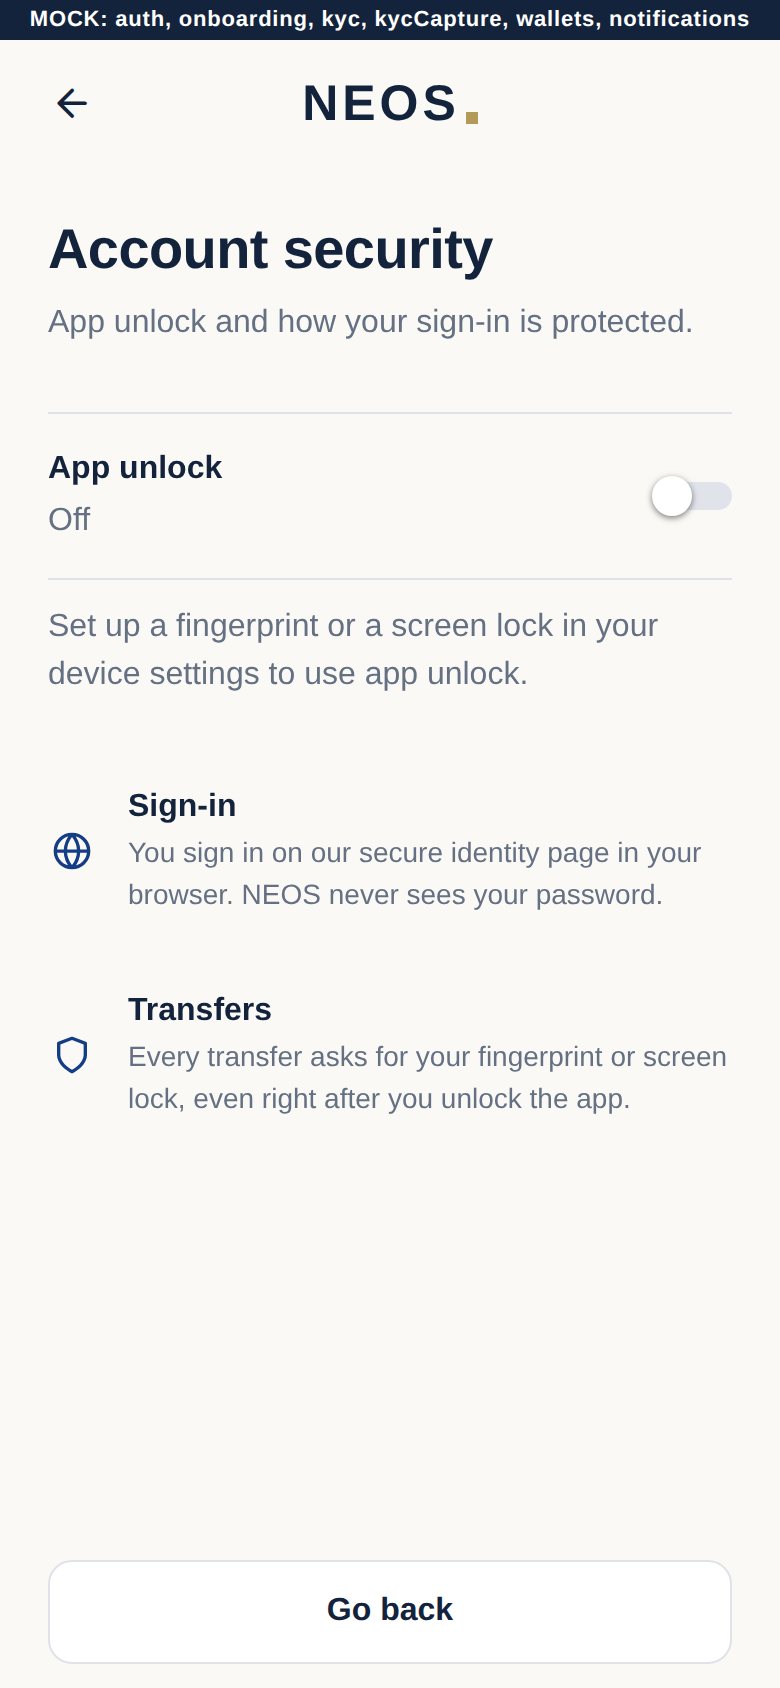 MOCK: auth, onboarding, kyc, kycCapture, wallets, notifications
NEOS.
Account security
App unlock and how your sign-in is protected.
App unlock
Off
Set up a fingerprint or a screen lock in your
device settings to use app unlock.
Sign-in
You sign in on our secure identity page in your
browser. NEOS never sees your password.
Transfers
Every transfer asks for your fingerprint or screen
lock, even right after you unlock the app.
Go back